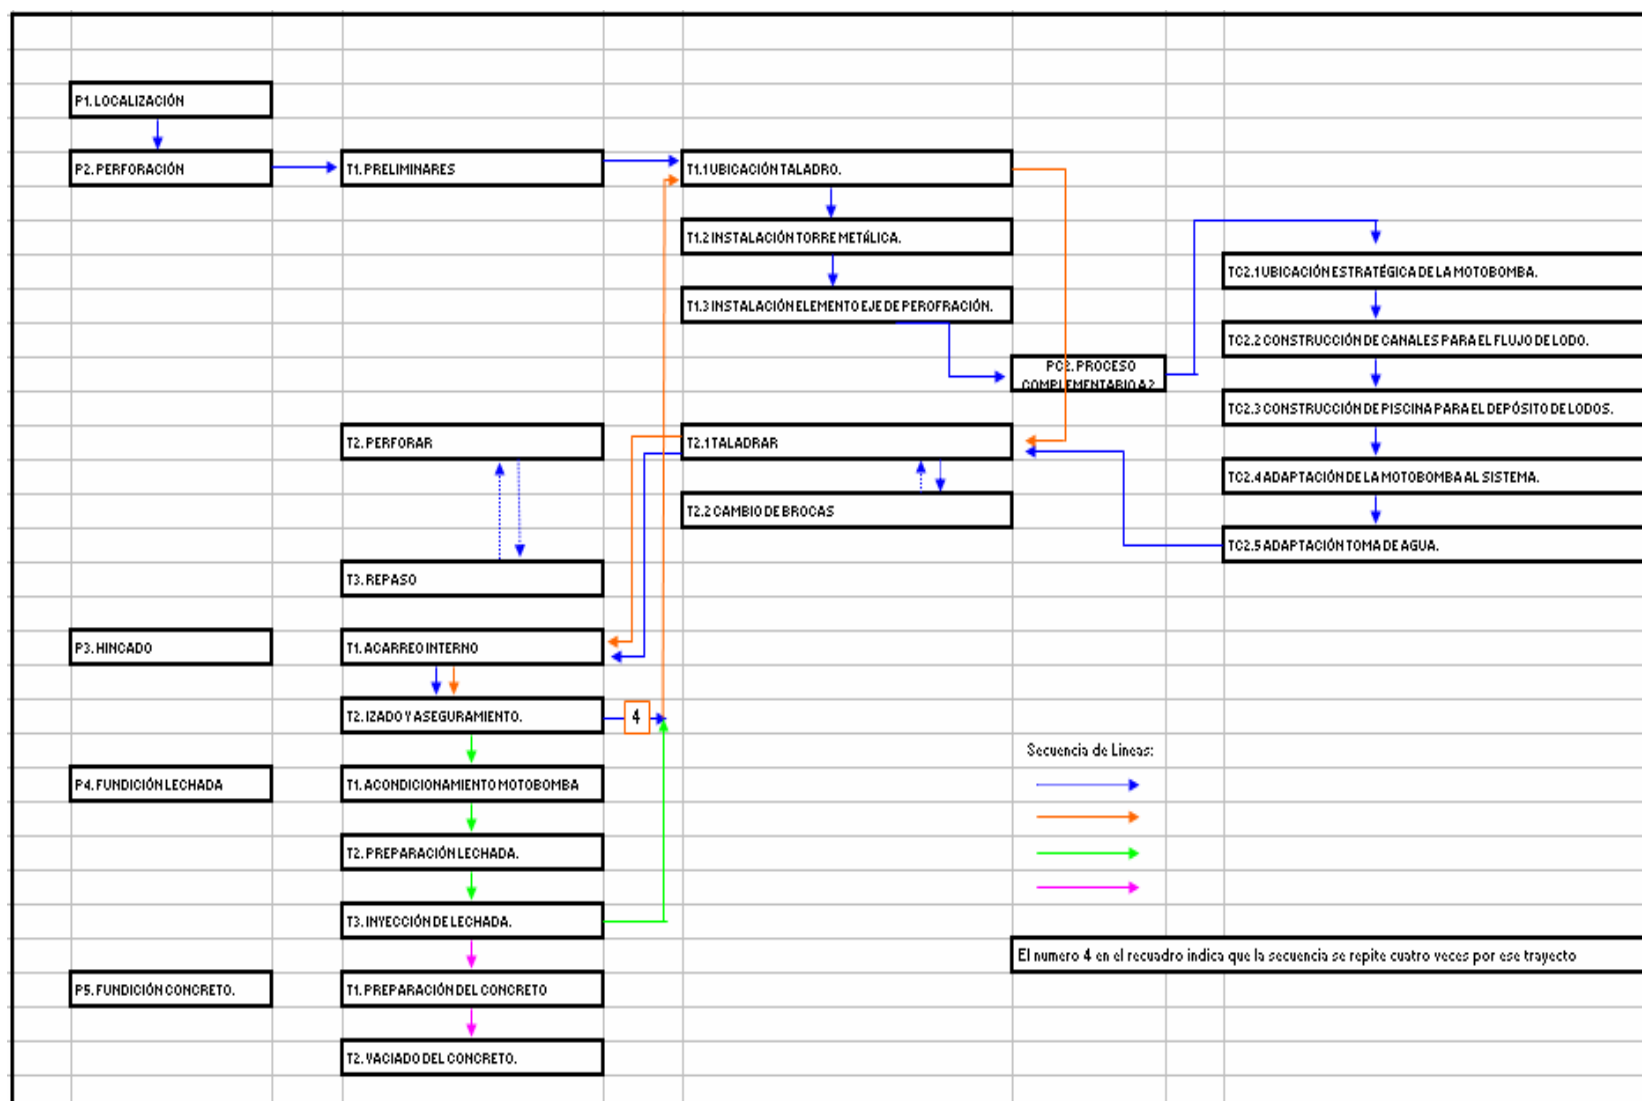 P1. LOCALIZACIÓN
P2. PERFORACIÓN
T1. PRELIMINARES
T1.1 UBICACIÓN TALADRO.
T1.2 INSTALACIÓN TORRE METÁLICA.
T1.3 INSTALACIÓN ELEMENTO EJE DE PEROFRACIÓN.
PC2. PROCESO
COMPLEMENTARIO A 2
TC2.1 UBICACIÓN ESTRATÉGICA DE LA MOTOBOMBA.
TC2.2 CONSTRUCCIÓN DE CANALES PARA EL FLUJO DE LODO.
TC2.3 CONSTRUCCIÓN DE PISCINA PARA EL DEPÓSITO DE LODOS.
TC2.4 ADAPTACIÓN DE LA MOTOBOMBA AL SISTEMA.
TC2.5 ADAPTACIÓN TOMA DE AGUA.
T2. PERFORAR
T2.1 TALADRAR
T2.2 CAMBIO DE BROCAS
T3. REPASO
P3. HINCADO
T1. ACARREO INTERNO
T2. IZADO Y ASEGURAMIENTO.
4
P4. FUNDICIÓN LECHADA
T1. ACONDICIONAMIENTO MOTOBOMBA
T2. PREPARACIÓN LECHADA.
T3. INYECCIÓN DE LECHADA.
P5. FUNDICIÓN CONCRETO.
T1. PREPARACIÓN DEL CONCRETO
T2. VACIADO DEL CONCRETO.
Secuencia de Lineas:
El numero 4 en el recuadro indica que la secuencia se repite cuatro veces por ese trayecto